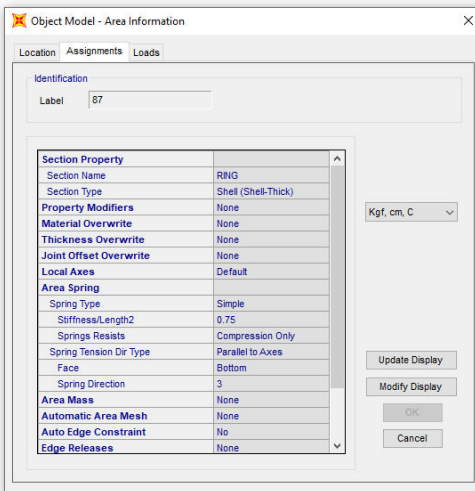 Object Model - Area Information
Location Assignments Loads
Identification
Label 87
Section Property
Section Name RING
Section Type Shell (Shell-Thick)
Property Modifiers None
Material Overwrite None
Thickness Overwrite None
Joint Offset Overwrite None
Local Axes Default
Area Spring
Spring Type Simple
Stiffness/Length2 0.75
Springs Resists Compression Only
Spring Tension Dir Type Parallel to Axes
Face Bottom
Spring Direction 3
Area Mass None
Automatic Area Mesh None
Auto Edge Constraint No
Edge Releases None
Kgf, cm, C
Update Display
Modify Display
OK
Cancel